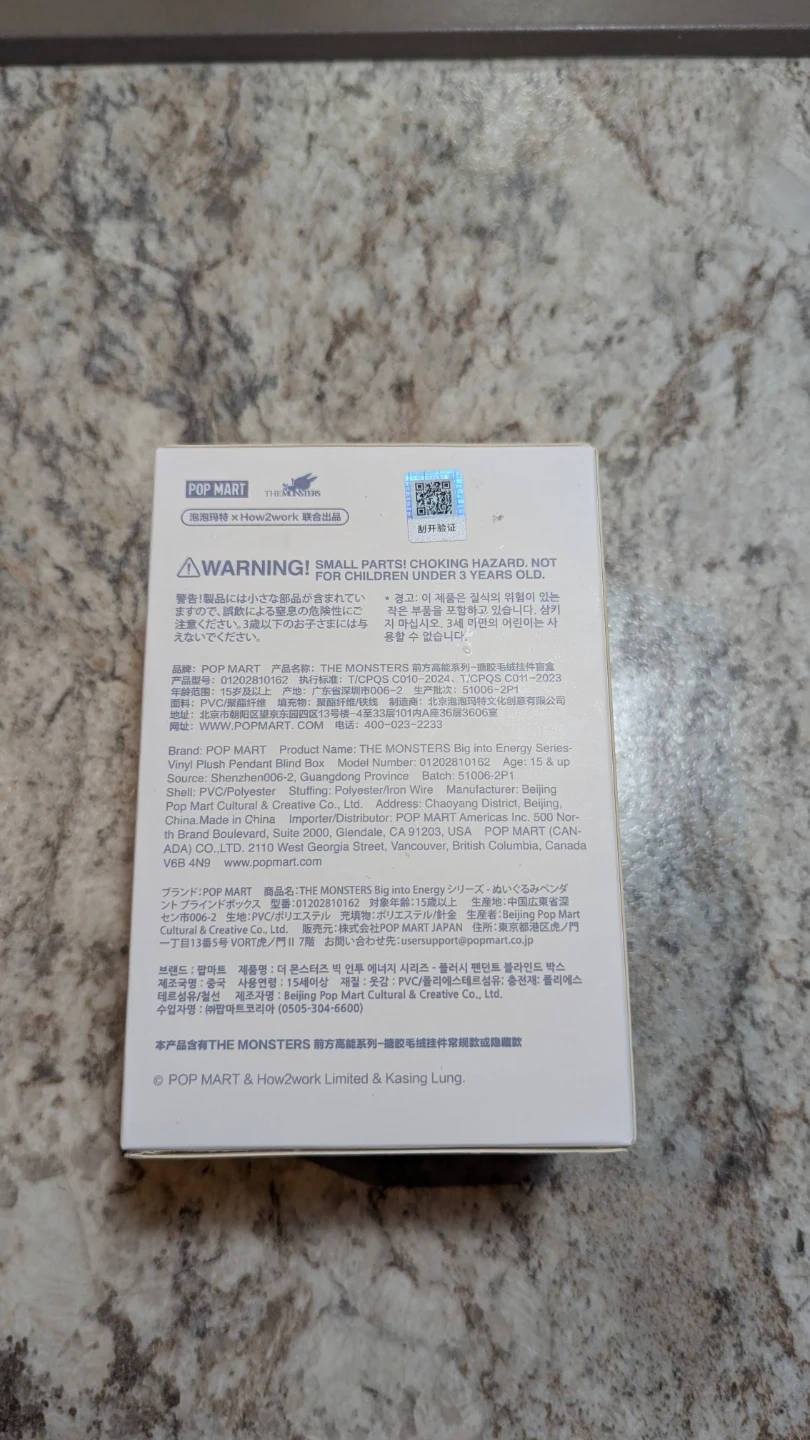 POP MART THE MONSTERS
泡泡玛特 × How2work 联合出品
刮开验证
WARNING! SMALL PARTS! CHOKING HAZARD. NOT
FOR CHILDREN UNDER 3 YEARS OLD.
警告!製品には小さな部品が含まれてい
ますので、誤飲による窒息の危険性にご
注意ください。3歳以下のお子さまには与
えないでください。
* 경고: 이 제품은 질식의 위험이 있는
작은 부품을 포함하고 있습니다. 삼키
지 마십시오. 3세 미만의 어린이는 사
용할 수 없습니다.
品牌: POP MART 产品名称: THE MONSTERS 前方高能系列-搪胶毛绒挂件盲盒
产品型号: 01202810162 执行标准: T/CPQS C010-2024、T/CPQS C011-2023
年龄范围: 15岁及以上 产地: 广东省深圳市006-2 生产批次: 51006-2P1
面料: PVC/聚酯纤维 填充物: 聚酯纤维/铁线 制造商: 北京泡泡玛特文化创意有限公司
地址: 北京市朝阳区望京东园四区13号楼-4至33层101内A座36层3606室
网址: WWW.POPMART. COM 电话: 400-023-2233
Brand: POP MART Product Name: THE MONSTERS Big into Energy Series-
Vinyl Plush Pendant Blind Box Model Number: 01202810162 Age: 15 & up
Source: Shenzhen006-2, Guangdong Province Batch: 51006-2P1
Shell: PVC/Polyester Stuffing: Polyester/Iron Wire Manufacturer: Beijing
Pop Mart Cultural & Creative Co., Ltd. Address: Chaoyang District, Beijing,
China.Made in China Importer/Distributor: POP MART Americas Inc. 500 Nor-
th Brand Boulevard, Suite 2000, Glendale, CA 91203, USA POP MART (CAN-
ADA) CO.,LTD. 2110 West Georgia Street, Vancouver, British Columbia, Canada
V6B 4N9 www.popmart.com
ブランド:POP MART 商品名:THE MONSTERS Big into Energy シリーズ - ぬいぐるみペンダ
ント ブラインドボックス 型番:01202810162 対象年齢:15歳以上 生産地:中国広東省深
セン市006-2 生地:PVC/ポリエステル 充填物:ポリエステル/針金 生産者:Beijing Pop Mart
Cultural & Creative Co., Ltd. 販売元:株式会社POP MART JAPAN 住所:東京都港区虎ノ門
一丁目13番5号 VORT虎ノ門Ⅱ 7階 お問い合わせ先:usersupport@popmart.co.jp
브랜드 : 팝마트 제품명 : 더 몬스터즈 빅 인투 에너지 시리즈 - 플러시 펜던트 블라인드 박스
제조국명 : 중국 사용연령 : 15세이상 재질 : 옷감 : PVC/폴리에스테르섬유; 충전재: 폴리에스
테르섬유/철선 제조자명 : Beijing Pop Mart Cultural & Creative Co., Ltd.
수입자명 : ㈜팝마트코리아 (0505-304-6600)
本产品含有THE MONSTERS 前方高能系列-搪胶毛绒挂件常规款或隐藏款
© POP MART & How2work Limited & Kasing Lung.